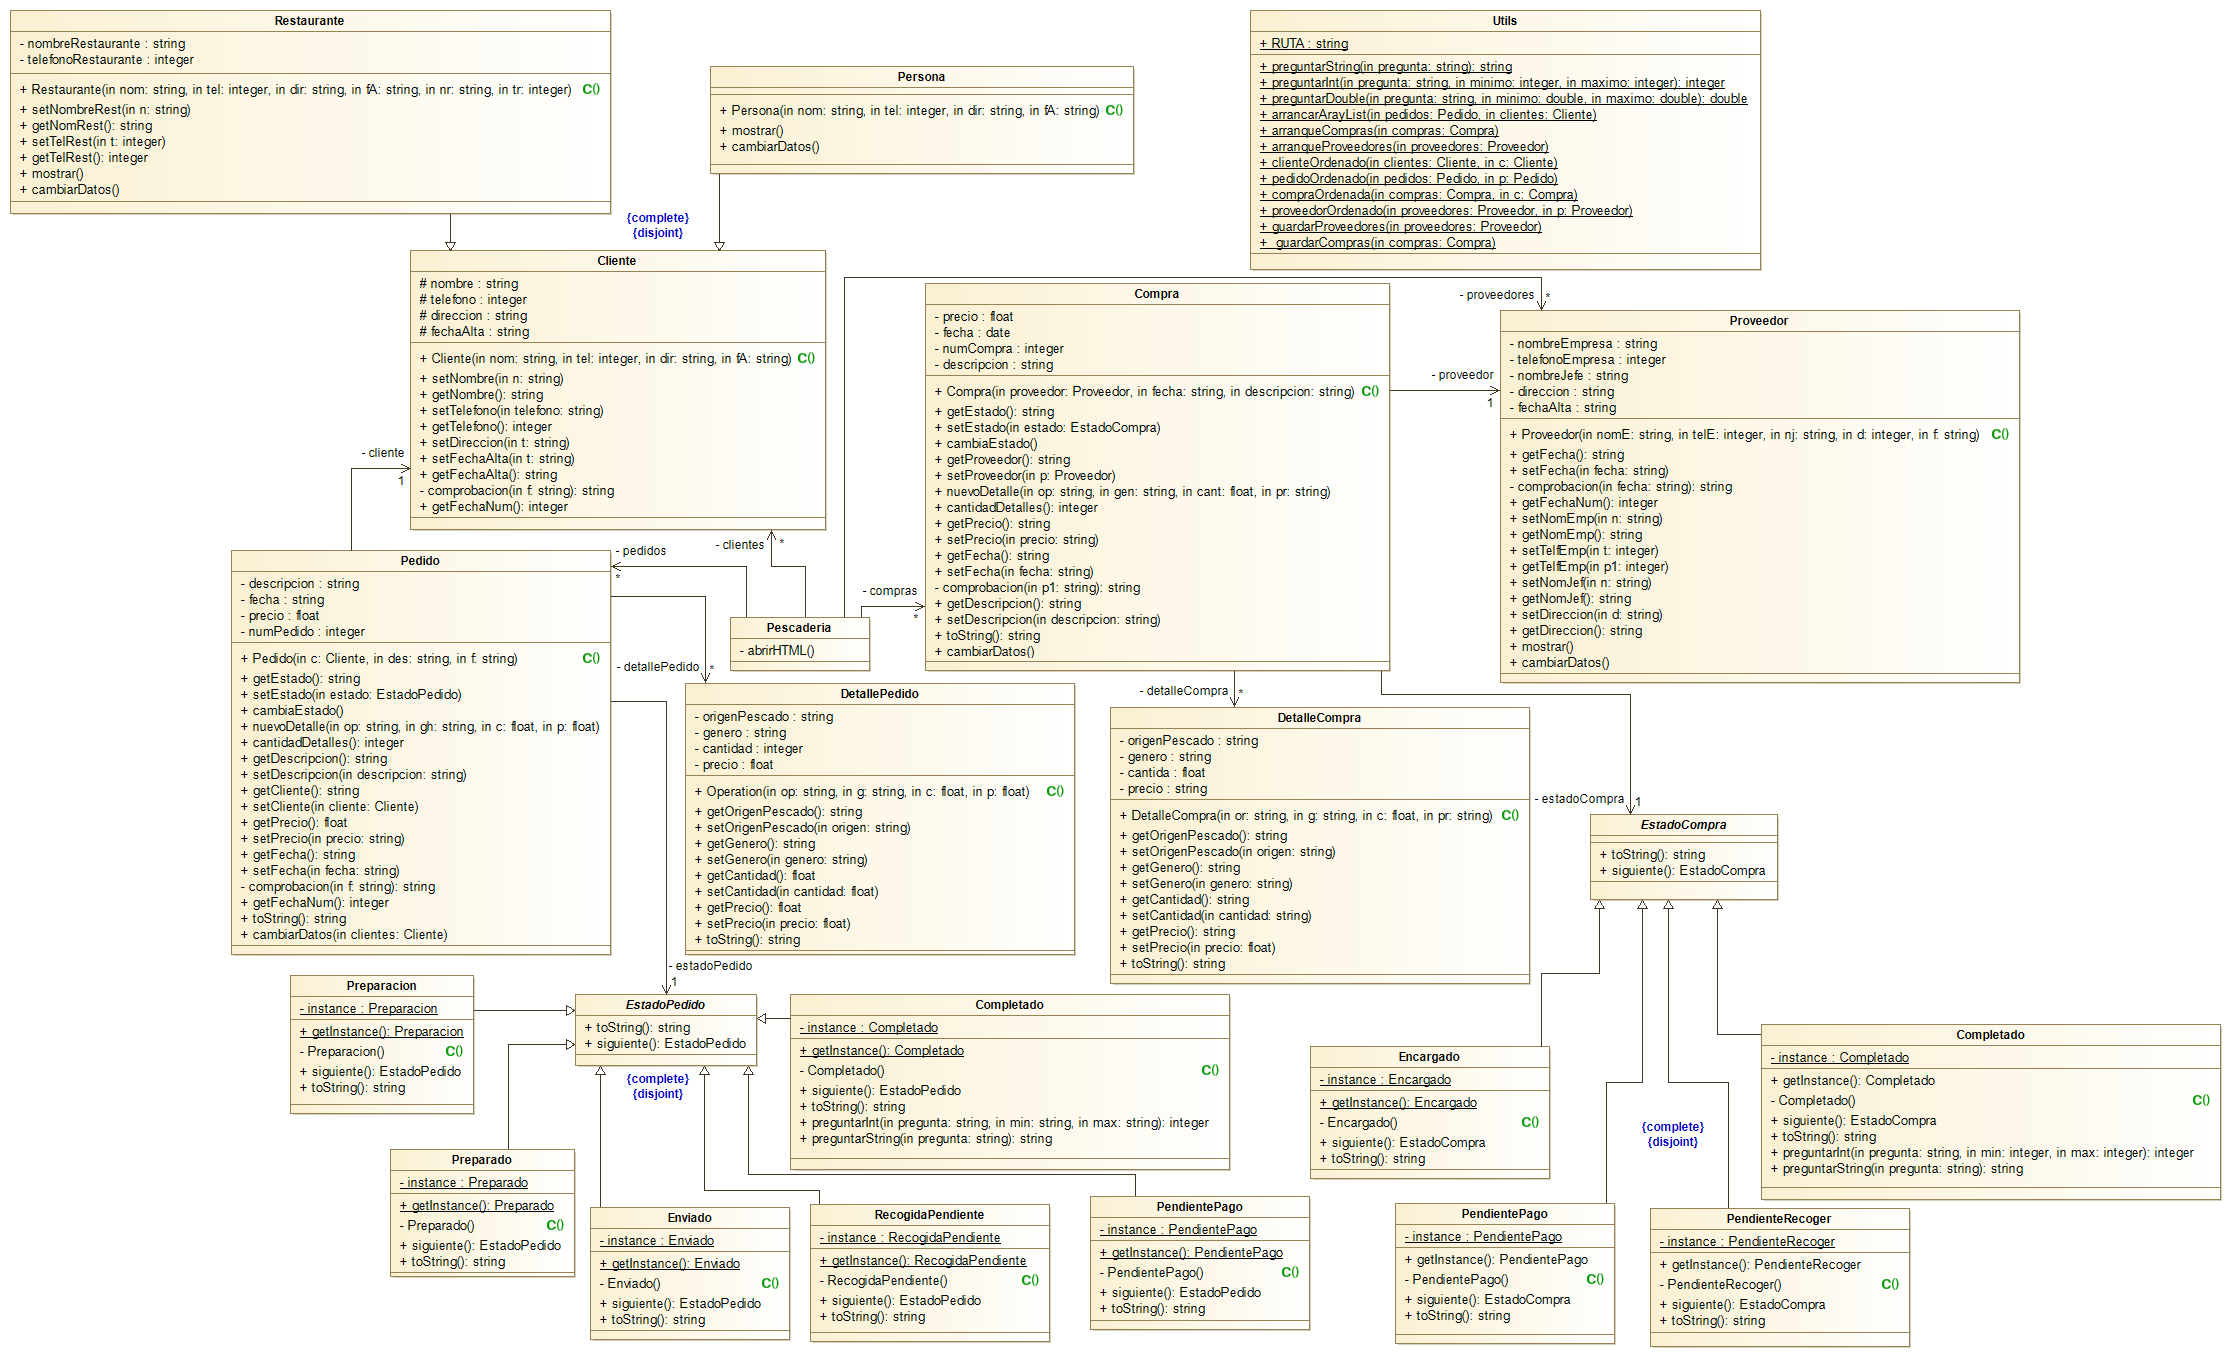 Restaurante
- nombreRestaurante : string
- telefonoRestaurante : integer
+ Restaurante(in nom: string, in tel: integer, in dir: string, in fA: string, in nr: string, in tr: integer) C()
+ setNombreRest(in n: string)
+ getNomRest(): string
+ setTelRest(in t: integer)
+ getTelRest(): integer
+ mostrar()
+ cambiarDatos()
Persona
+ Persona(in nom: string, in tel: integer, in dir: string, in fA: string) C()
+ mostrar()
+ cambiarDatos()
Utils
+ RUTA : string
+ preguntarString(in pregunta: string): string
+ preguntarInt(in pregunta: string, in minimo: integer, in maximo: integer): integer
+ preguntarDouble(in pregunta: string, in minimo: double, in maximo: double): double
+ arrancarArayList(in pedidos: Pedido, in clientes: Cliente)
+ arranqueCompras(in compras: Compra)
+ arranqueProveedores(in proveedores: Proveedor)
+ clienteOrdenado(in clientes: Cliente, in c: Cliente)
+ pedidoOrdenado(in pedidos: Pedido, in p: Pedido)
+ compraOrdenada(in compras: Compra, in c: Compra)
+ proveedorOrdenado(in proveedores: Proveedor, in p: Proveedor)
+ guardarProveedores(in proveedores: Proveedor)
+ guardarCompras(in compras: Compra)
{complete}
{disjoint}
Cliente
# nombre : string
# telefono : integer
# direccion : string
# fechaAlta : string
+ Cliente(in nom: string, in tel: integer, in dir: string, in fA: string) C()
+ setNombre(in n: string)
+ getNombre(): string
+ setTelefono(in telefono: string)
+ getTelefono(): integer
+ setDireccion(in t: string)
+ setFechaAlta(in t: string)
+ getFechaAlta(): string
- comprobacion(in f: string): string
+ getFechaNum(): integer
- cliente
1
Compra
- precio : float
- fecha : date
- numCompra : integer
- descripcion : string
+ Compra(in proveedor: Proveedor, in fecha: string, in descripcion: string) C()
+ getEstado(): string
+ setEstado(in estado: EstadoCompra)
+ cambiaEstado()
+ getProveedor(): string
+ setProveedor(in p: Proveedor)
+ nuevoDetalle(in op: string, in gen: string, in cant: float, in pr: string)
+ cantidadDetalles(): integer
+ getPrecio(): string
+ setPrecio(in precio: string)
+ getFecha(): string
+ setFecha(in fecha: string)
- comprobacion(in p1: string): string
+ getDescripcion(): string
+ setDescripcion(in descripcion: string)
+ toString(): string
+ cambiarDatos()
- proveedores
*
- proveedor
1
Proveedor
- nombreEmpresa : string
- telefonoEmpresa : integer
- nombreJefe : string
- direccion : string
- fechaAlta : string
+ Proveedor(in nomE: string, in telE: integer, in nj: string, in d: integer, in f: string) C()
+ getFecha(): string
+ setFecha(in fecha: string)
- comprobacion(in fecha: string): string
+ getFechaNum(): integer
+ setNomEmp(in n: string)
+ getNomEmp(): string
+ setTelfEmp(in t: integer)
+ getTelfEmp(in p1: integer)
+ setNomJef(in n: string)
+ getNomJef(): string
+ setDireccion(in d: string)
+ getDireccion(): string
+ mostrar()
+ cambiarDatos()
- pedidos
*
- clientes
*
- compras
*
Pescaderia
- abrirHTML()
Pedido
- descripcion : string
- fecha : string
- precio : float
- numPedido : integer
+ Pedido(in c: Cliente, in des: string, in f: string) C()
+ getEstado(): string
+ setEstado(in estado: EstadoPedido)
+ cambiaEstado()
+ nuevoDetalle(in op: string, in gh: string, in c: float, in p: float)
+ cantidadDetalles(): integer
+ getDescripcion(): string
+ setDescripcion(in descripcion: string)
+ getCliente(): string
+ setCliente(in cliente: Cliente)
+ getPrecio(): float
+ setPrecio(in precio: string)
+ getFecha(): string
+ setFecha(in fecha: string)
- comprobacion(in f: string): string
+ getFechaNum(): integer
+ toString(): string
+ cambiarDatos(in clientes: Cliente)
- detallePedido
*
DetallePedido
- origenPescado : string
- genero : string
- cantidad : integer
- precio : float
+ Operation(in op: string, in g: string, in c: float, in p: float) C()
+ getOrigenPescado(): string
+ setOrigenPescado(in origen: string)
+ getGenero(): string
+ setGenero(in genero: string)
+ getCantidad(): float
+ setCantidad(in cantidad: float)
+ getPrecio(): float
+ setPrecio(in precio: float)
+ toString(): string
- detalleCompra
*
DetalleCompra
- origenPescado : string
- genero : string
- cantida : float
- precio : string
+ DetalleCompra(in or: string, in g: string, in c: float, in pr: string) C()
+ getOrigenPescado(): string
+ setOrigenPescado(in origen: string)
+ getGenero(): string
+ setGenero(in genero: string)
+ getCantidad(): string
+ setCantidad(in cantidad: string)
+ getPrecio(): string
+ setPrecio(in precio: float)
+ toString(): string
- estadoCompra
1
EstadoCompra
+ toString(): string
+ siguiente(): EstadoCompra
- estadoPedido
1
EstadoPedido
+ toString(): string
+ siguiente(): EstadoPedido
{complete}
{disjoint}
Preparacion
- instance : Preparacion
+ getInstance(): Preparacion
- Preparacion() C()
+ siguiente(): EstadoPedido
+ toString(): string
Completado
- instance : Completado
+ getInstance(): Completado
- Completado() C()
+ siguiente(): EstadoPedido
+ toString(): string
+ preguntarInt(in pregunta: string, in min: string, in max: string): integer
+ preguntarString(in pregunta: string): string
Preparado
- instance : Preparado
+ getInstance(): Preparado
- Preparado() C()
+ siguiente(): EstadoPedido
+ toString(): string
Enviado
- instance : Enviado
+ getInstance(): Enviado
- Enviado() C()
+ siguiente(): EstadoPedido
+ toString(): string
RecogidaPendiente
- instance : RecogidaPendiente
+ getInstance(): RecogidaPendiente
- RecogidaPendiente() C()
+ siguiente(): EstadoPedido
+ toString(): string
PendientePago
- instance : PendientePago
+ getInstance(): PendientePago
- PendientePago() C()
+ siguiente(): EstadoPedido
+ toString(): string
Encargado
- instance : Encargado
+ getInstance(): Encargado
- Encargado() C()
+ siguiente(): EstadoCompra
+ toString(): string
{complete}
{disjoint}
Completado
- instance : Completado
+ getInstance(): Completado
- Completado() C()
+ siguiente(): EstadoCompra
+ toString(): string
+ preguntarInt(in pregunta: string, in min: integer, in max: integer): integer
+ preguntarString(in pregunta: string): string
PendientePago
- instance : PendientePago
+ getInstance(): PendientePago
- PendientePago() C()
+ siguiente(): EstadoCompra
+ toString(): string
PendienteRecoger
- instance : PendienteRecoger
+ getInstance(): PendienteRecoger
- PendienteRecoger() C()
+ siguiente(): EstadoCompra
+ toString(): string